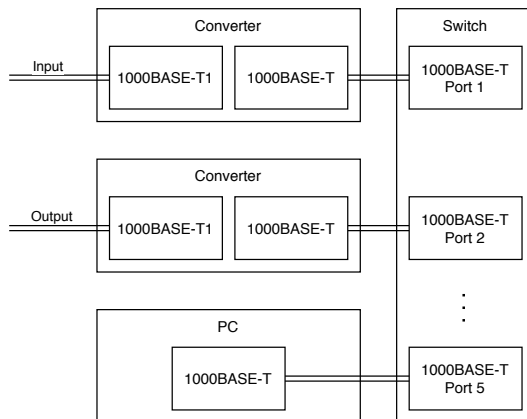 Converter
Switch
Input
1000BASE-T1
1000BASE-T
1000BASE-T
Port 1
Converter
Output
1000BASE-T1
1000BASE-T
1000BASE-T
Port 2
PC
1000BASE-T
1000BASE-T
Port 5